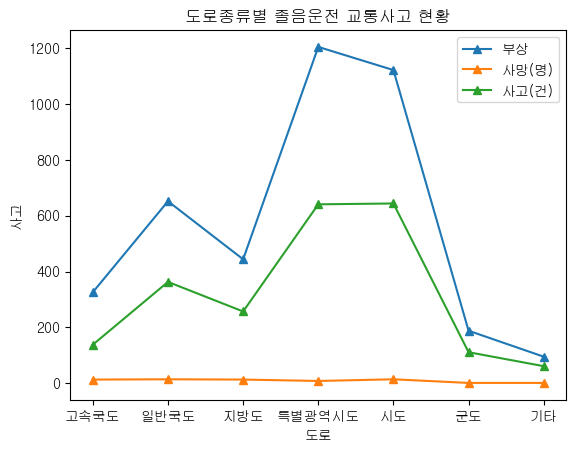 도로종류별 졸음운전 교통사고 현황
부상
사망(명)
사고(건)
사고
1200
1000
800
600
400
200
0
고속국도 일반국도 지방도 특별광역시도 시도 군도 기타
도로